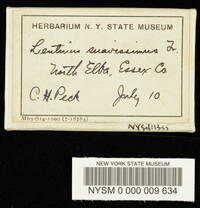 HERBARIUM N. Y. STATE MUSEUM
Lentinus suavissimus Fr.
North Elba, Essex Co
C. H. Peck July 10
NEW YORK STATE MUSEUM
NYSM 0 000 009 634